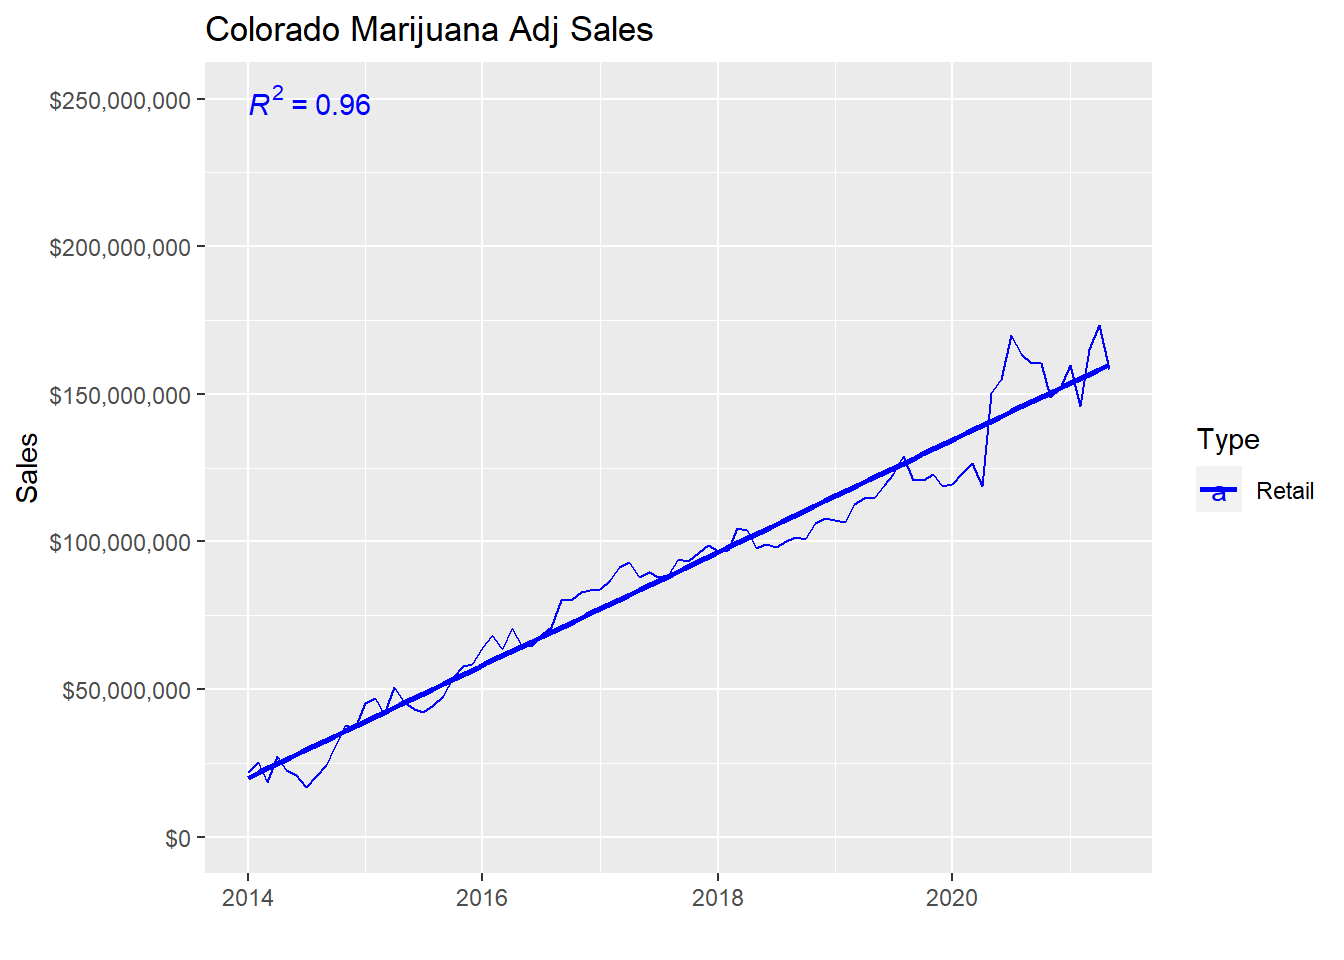 Colorado Marijuana Adj Sales
R² = 0.96
$250,000,000
$200,000,000
$150,000,000
$100,000,000
$50,000,000
$0
Sales
2014 2016 2018 2020
Type
a Retail